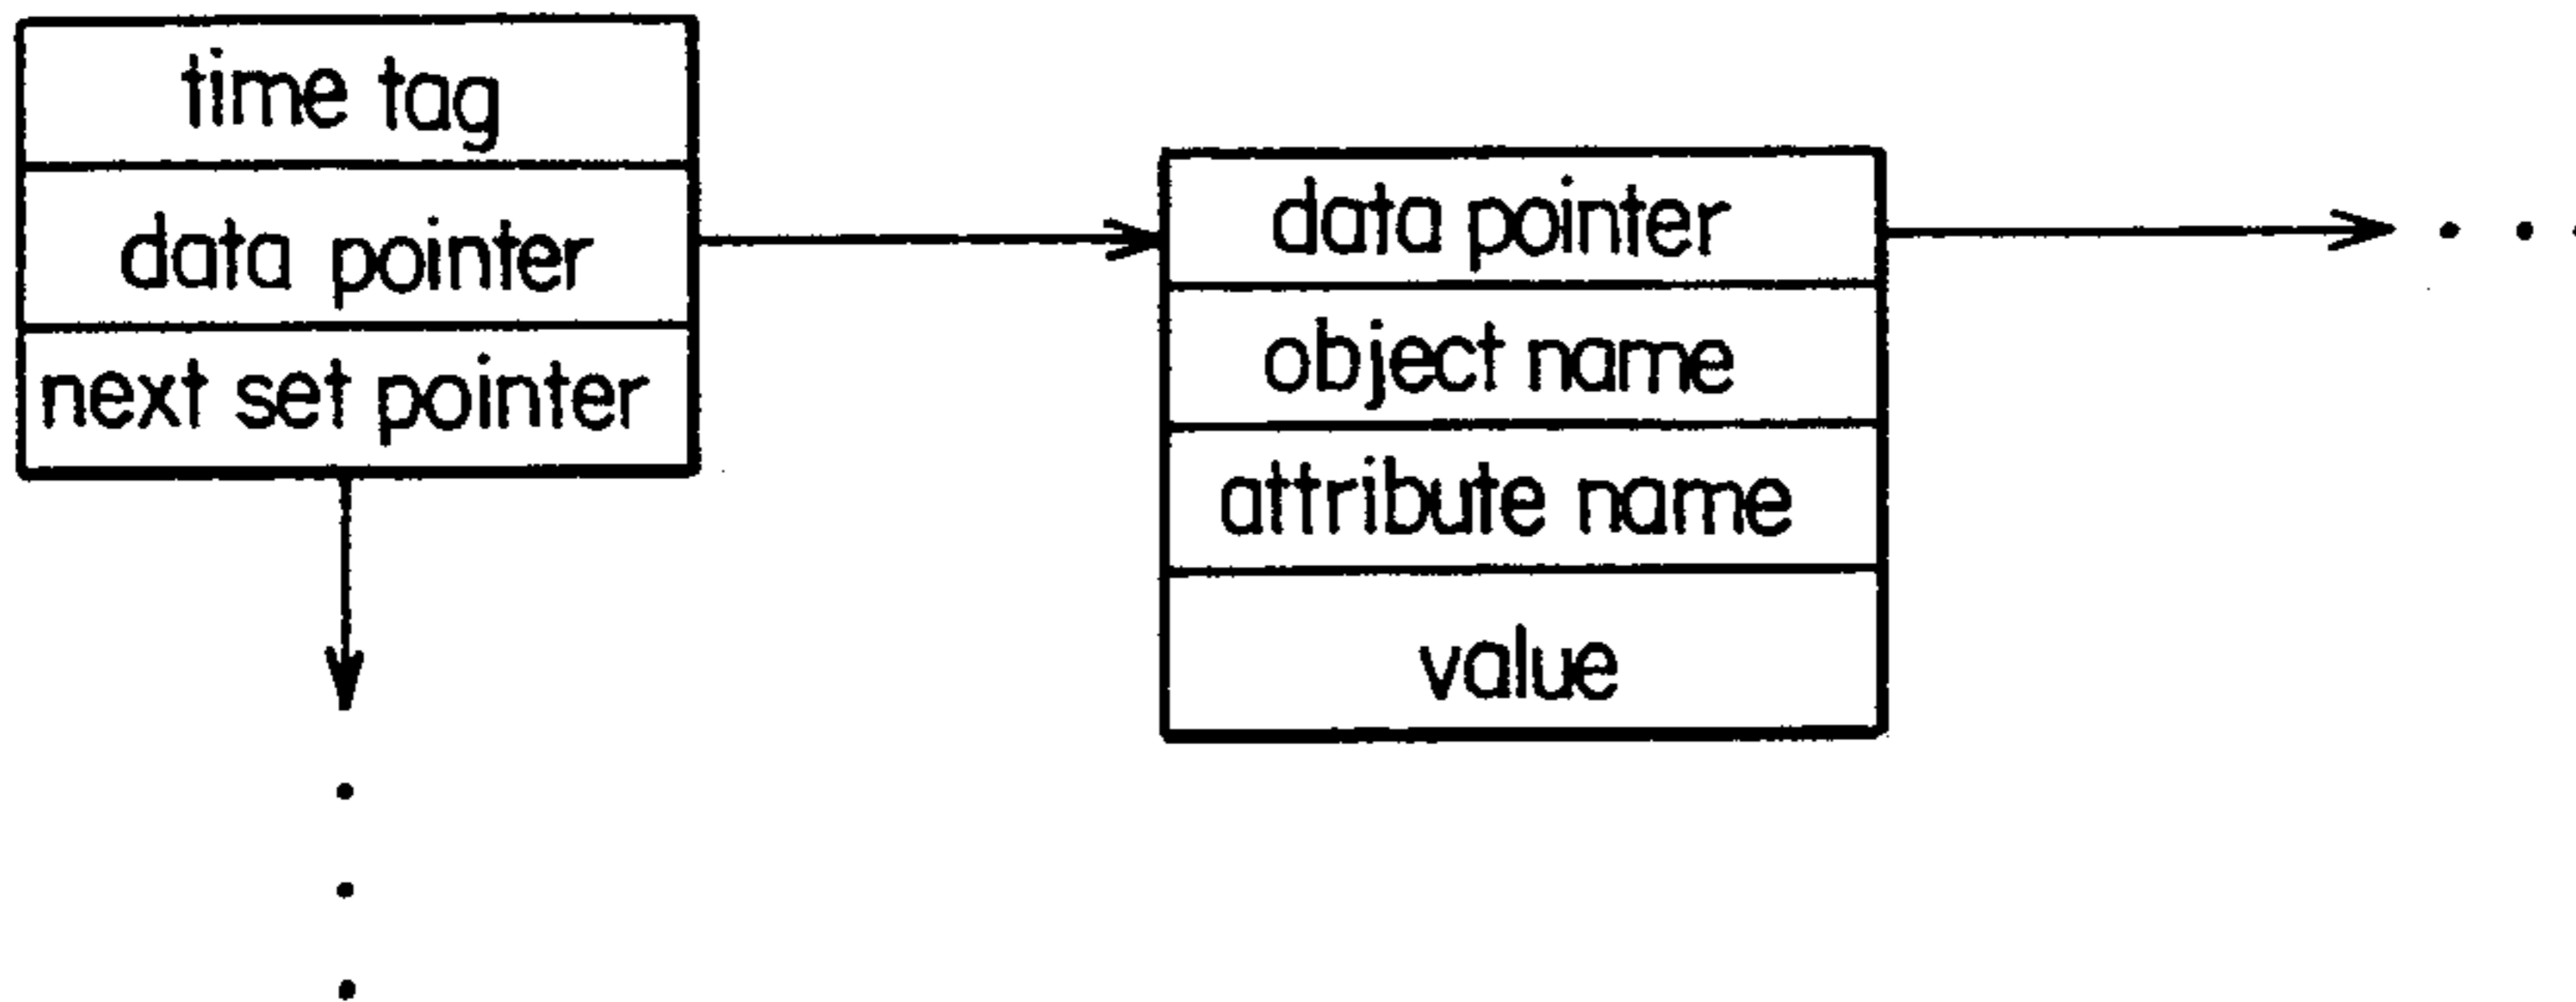 time tag
data pointer
next set pointer
data pointer
object name
attribute name
value